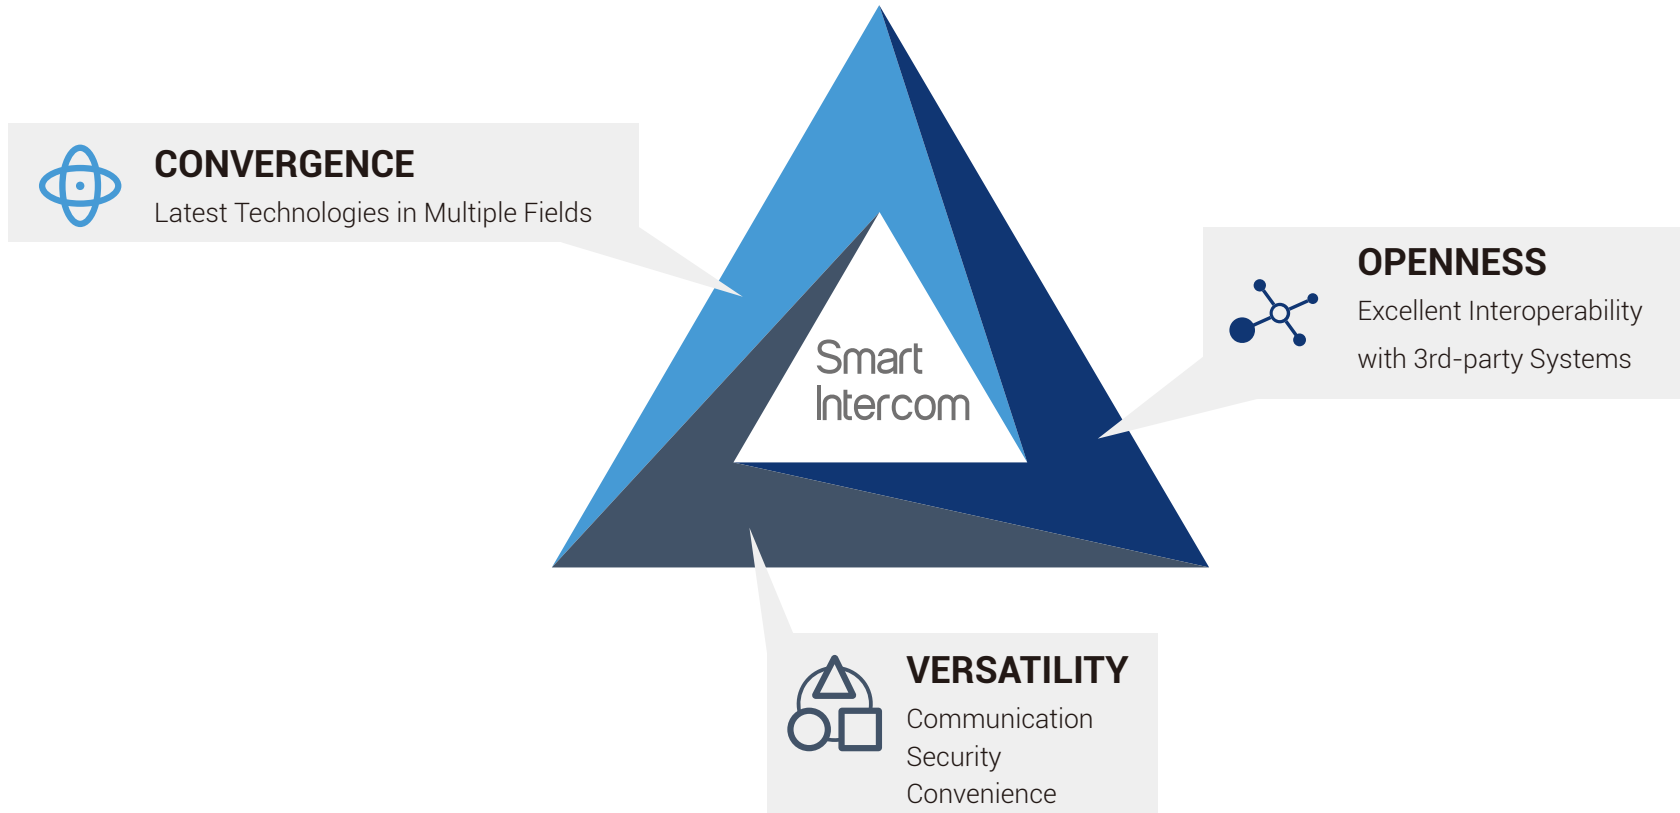 CONVERGENCE
Latest Technologies in Multiple Fields
OPENNESS
Excellent Interoperability
with 3rd-party Systems
Smart
Intercom
VERSATILITY
Communication
Security
Convenience